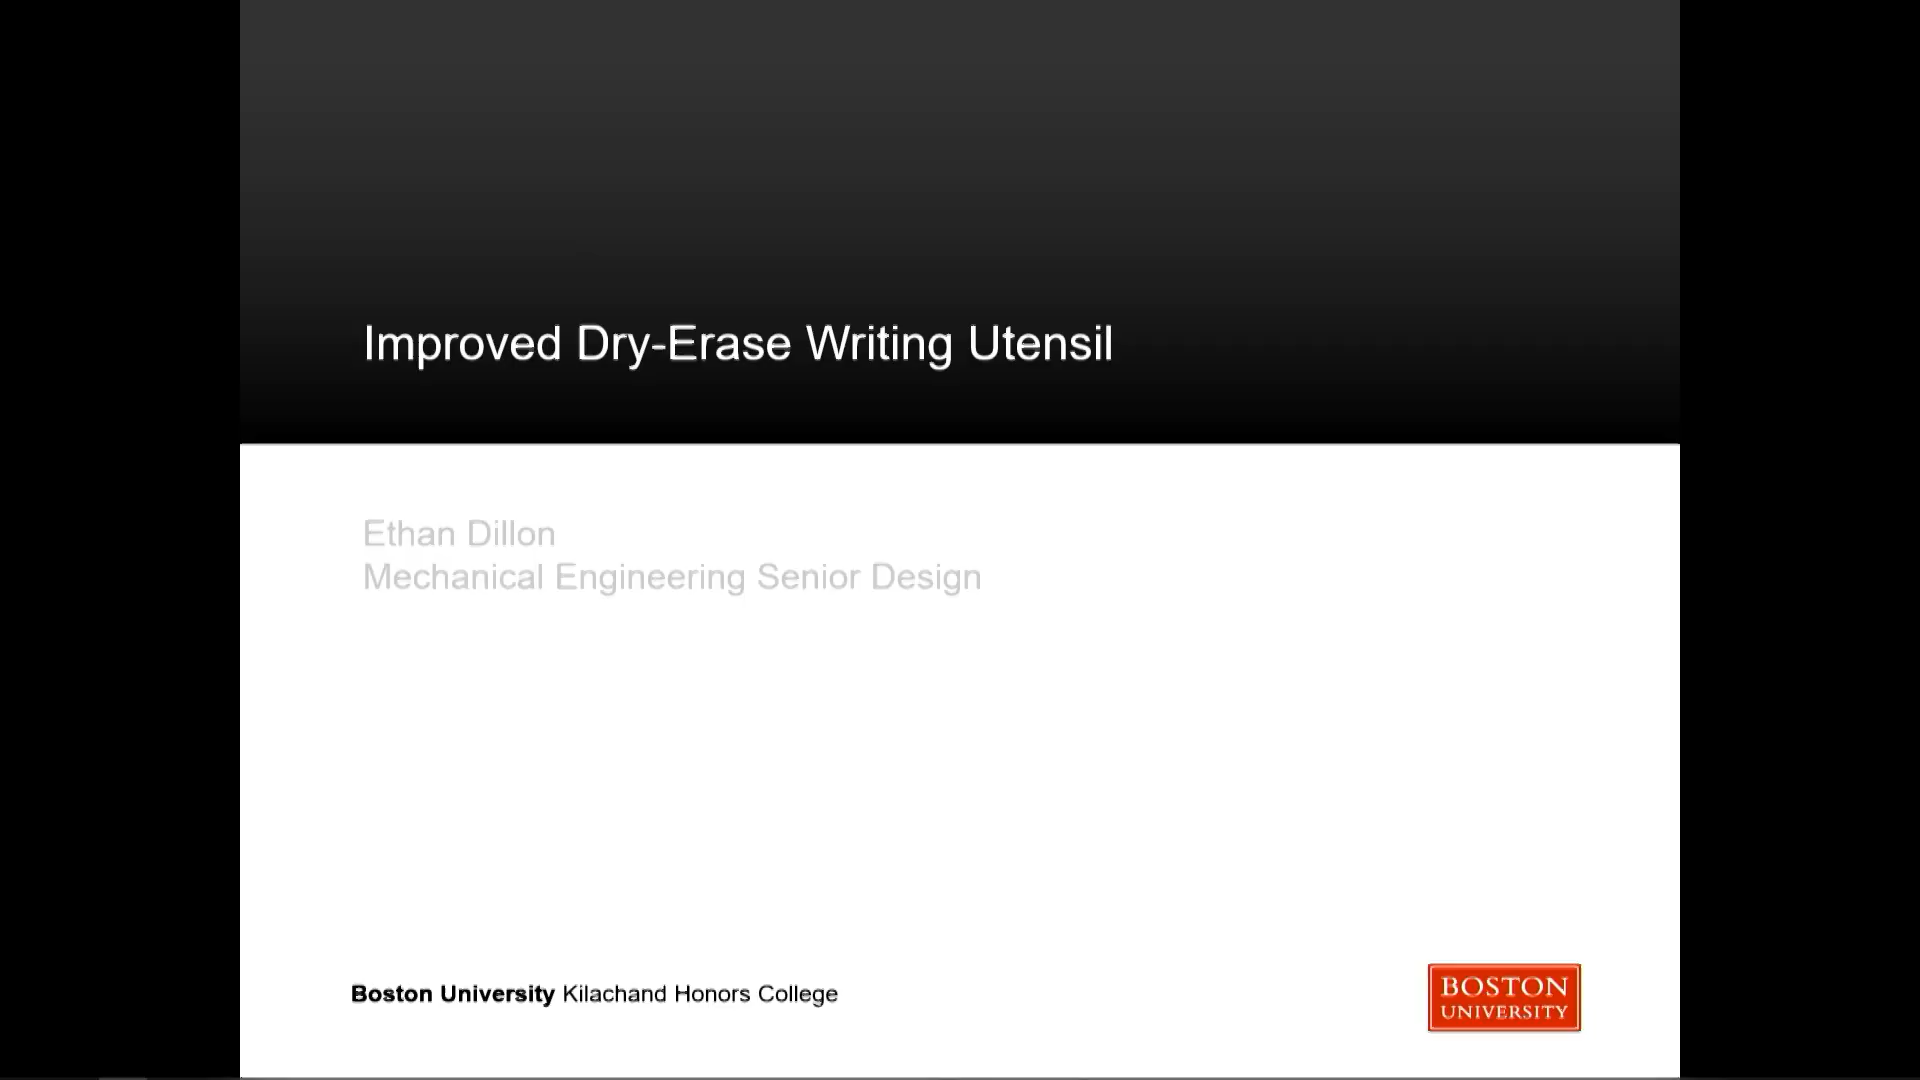 Improved Dry-Erase Writing Utensil
Ethan Dillon
Mechanical Engineering Senior Design
Boston University Kilachand Honors College
BOSTON
UNIVERSITY